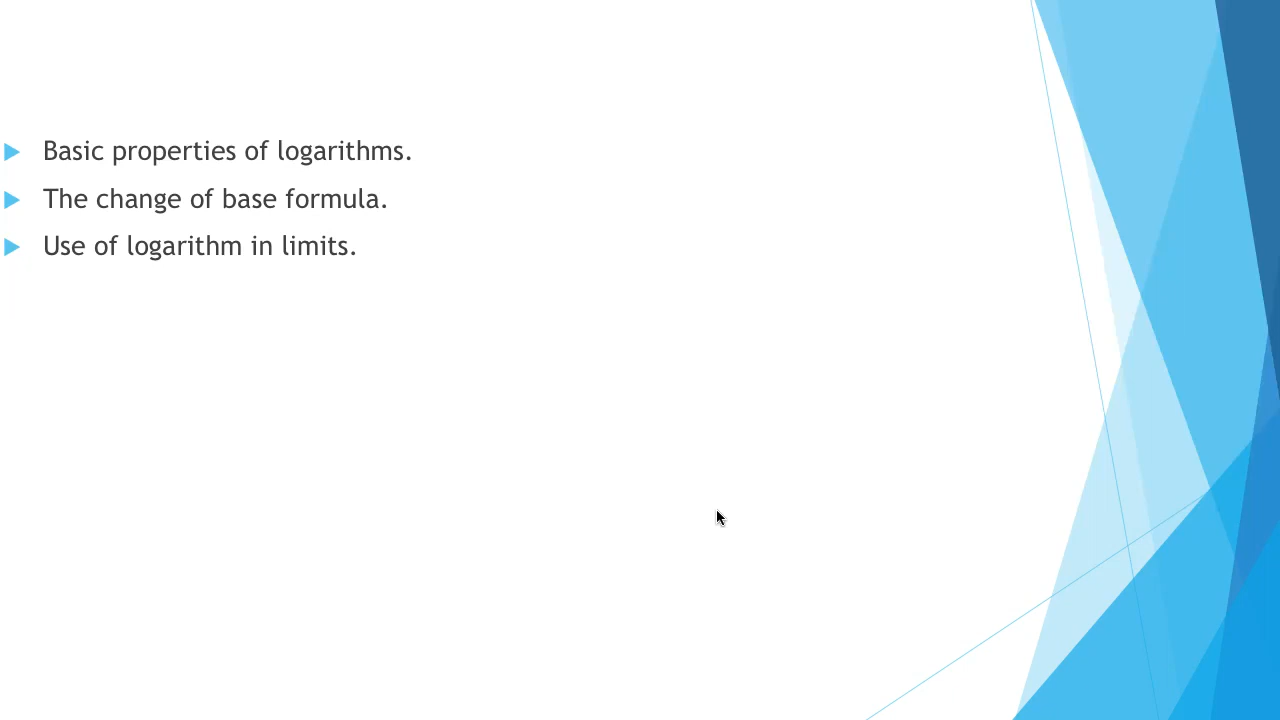 Basic properties of logarithms.
The change of base formula.
Use of logarithm in limits.